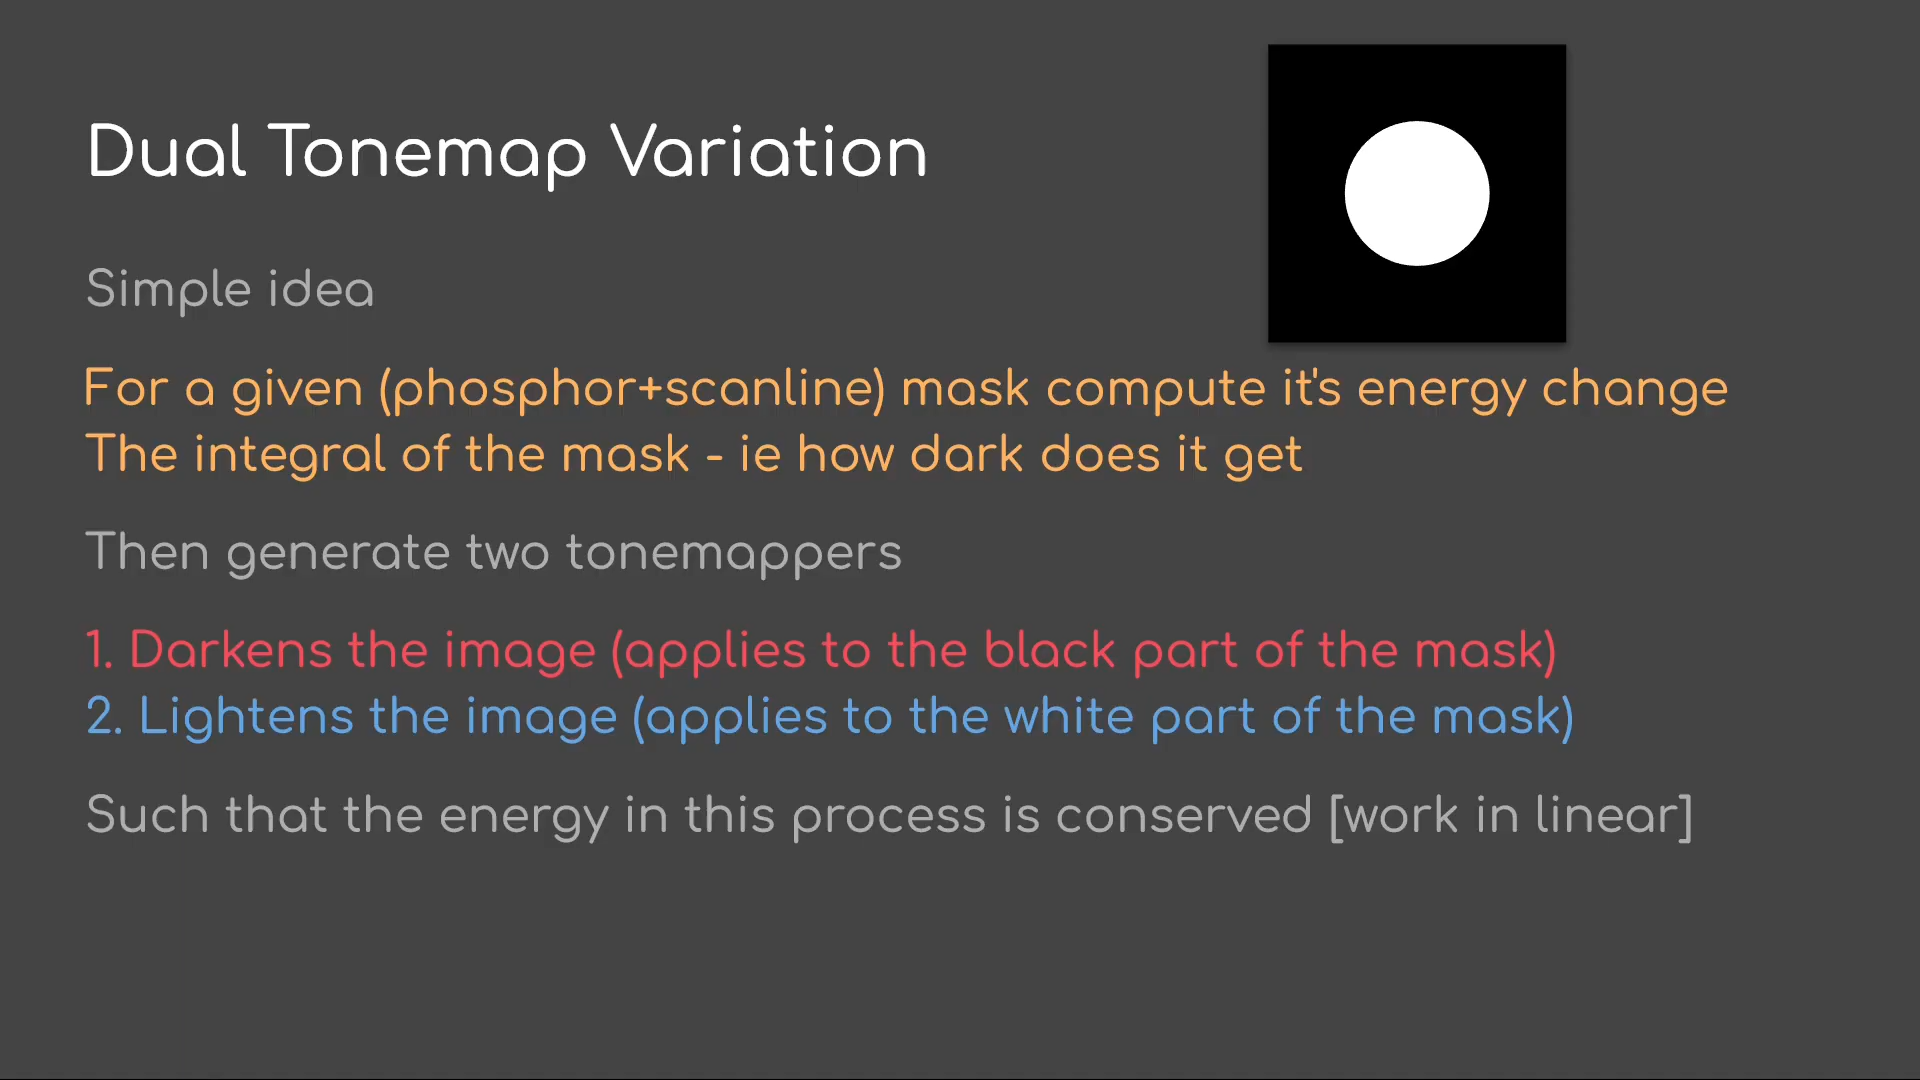 Dual Tonemap Variation
Simple idea
For a given (phosphor+scanline) mask compute it's energy change
The integral of the mask - ie how dark does it get
Then generate two tonemappers
1. Darkens the image (applies to the black part of the mask)
2. Lightens the image (applies to the white part of the mask)
Such that the energy in this process is conserved [work in linear]